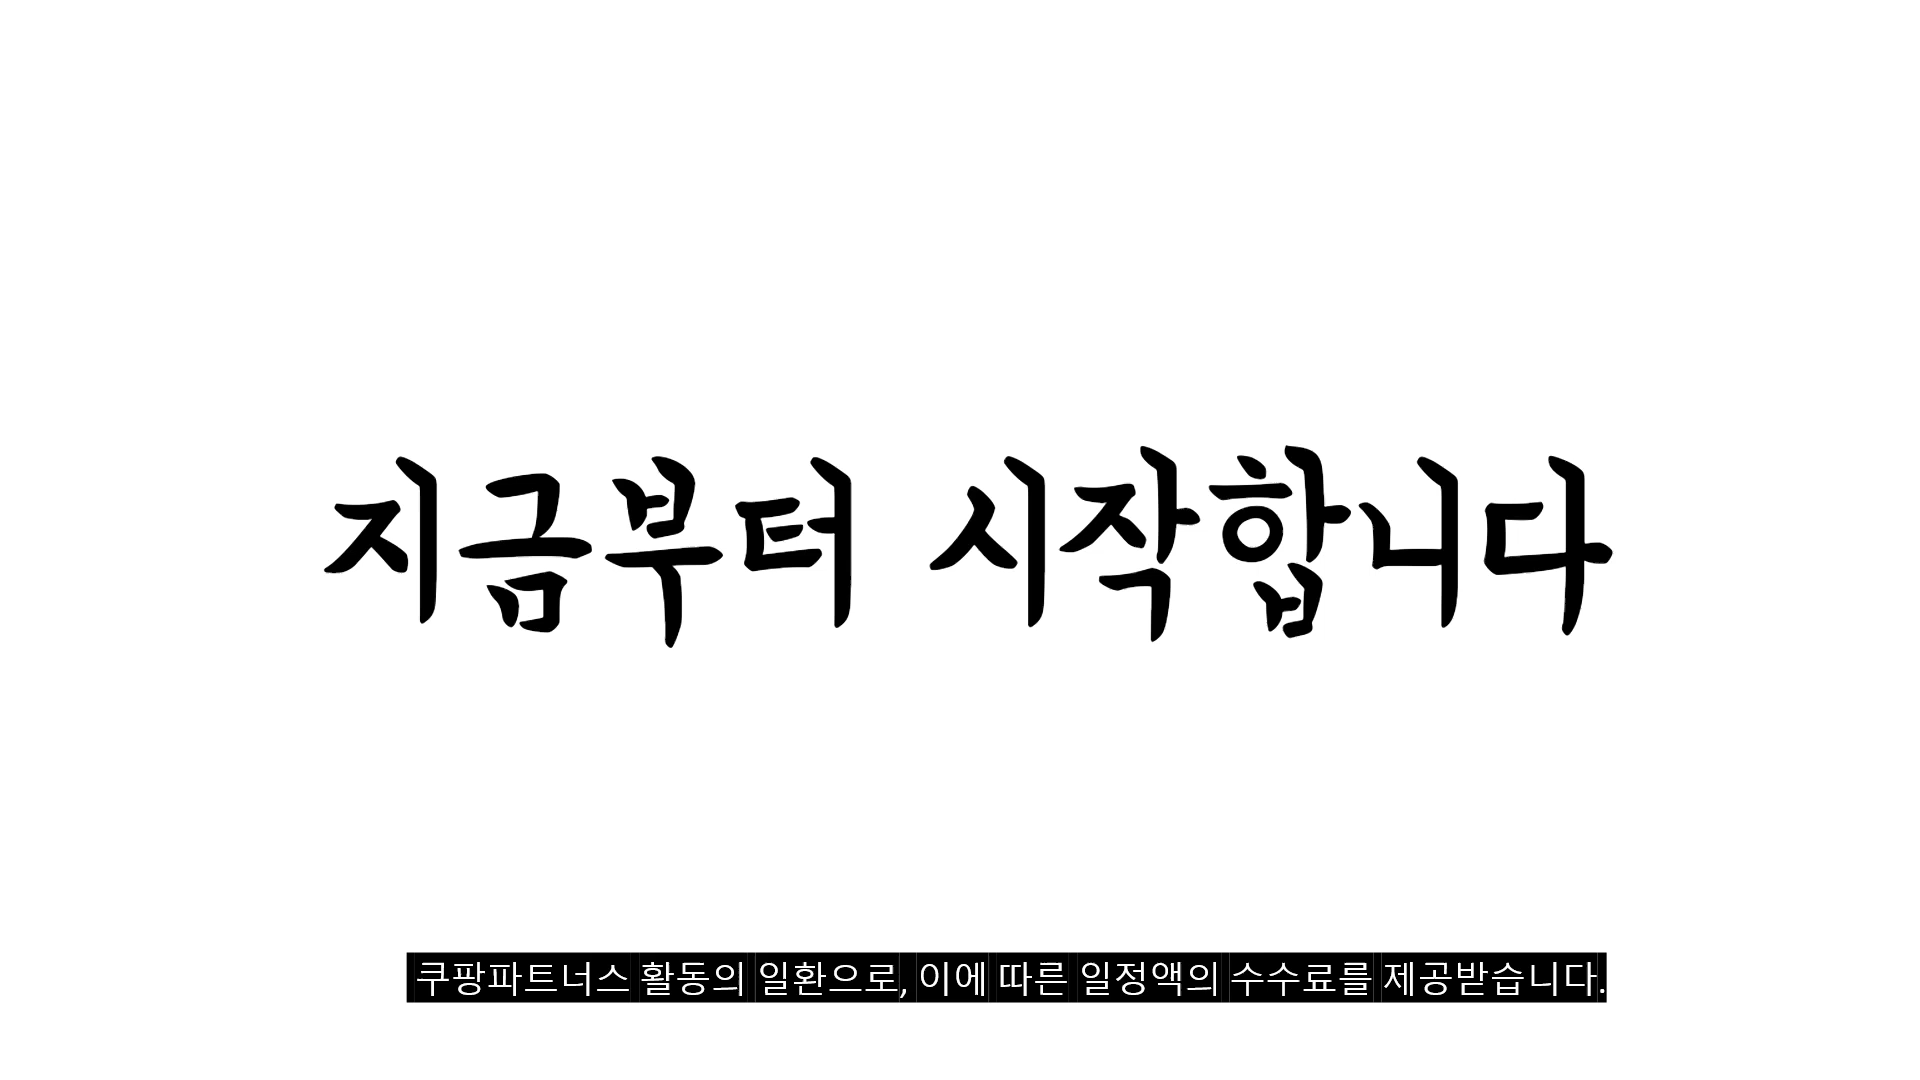 지금부터 시작합니다
쿠팡파트너스 활동의 일환으로, 이에 따른 일정액의 수수료를 제공받습니다.